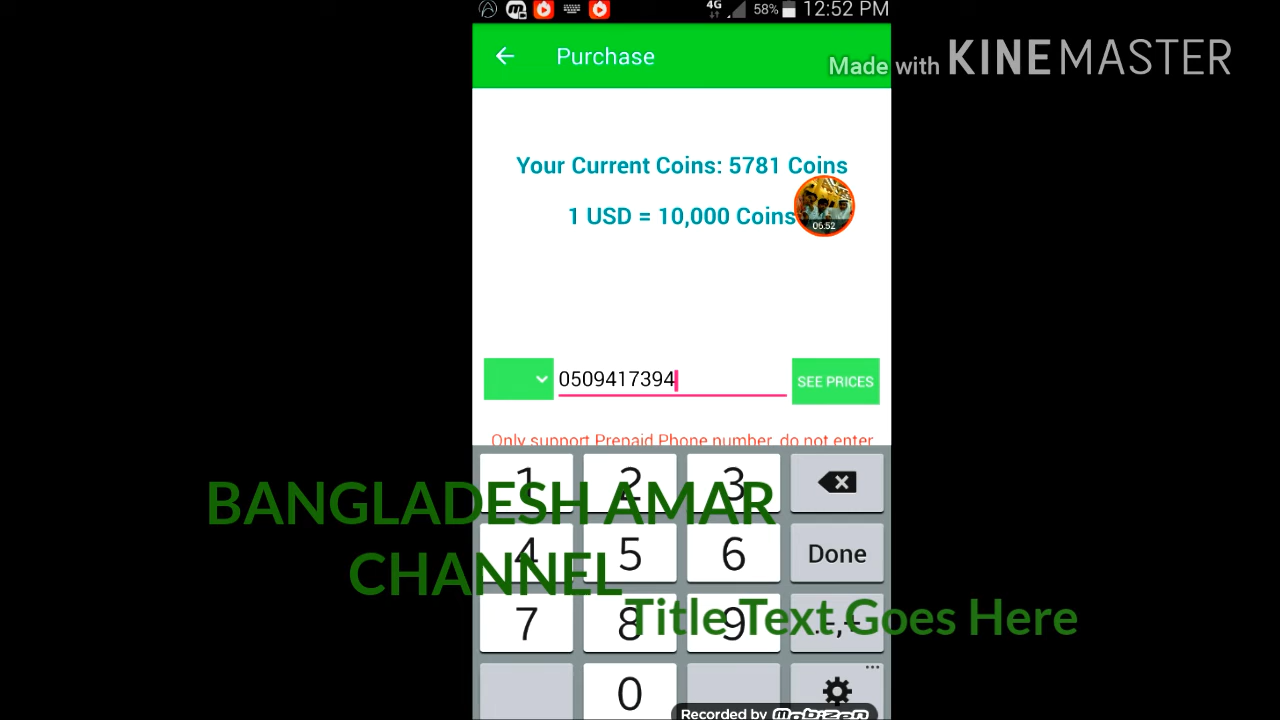 4G 58% 12:52 PM
Purchase
Made with KINEMASTER
Your Current Coins: 5781 Coins
1 USD = 10,000 Coins
06:52
0509417394
SEE PRICES
Only support Prepaid Phone number, do not enter
1 2 3
BANGLADESH AMAR
4 5 6 Done
CHANNEL
7 8 9 .-,+
Title Text Goes Here
0
Recorded by mobizen